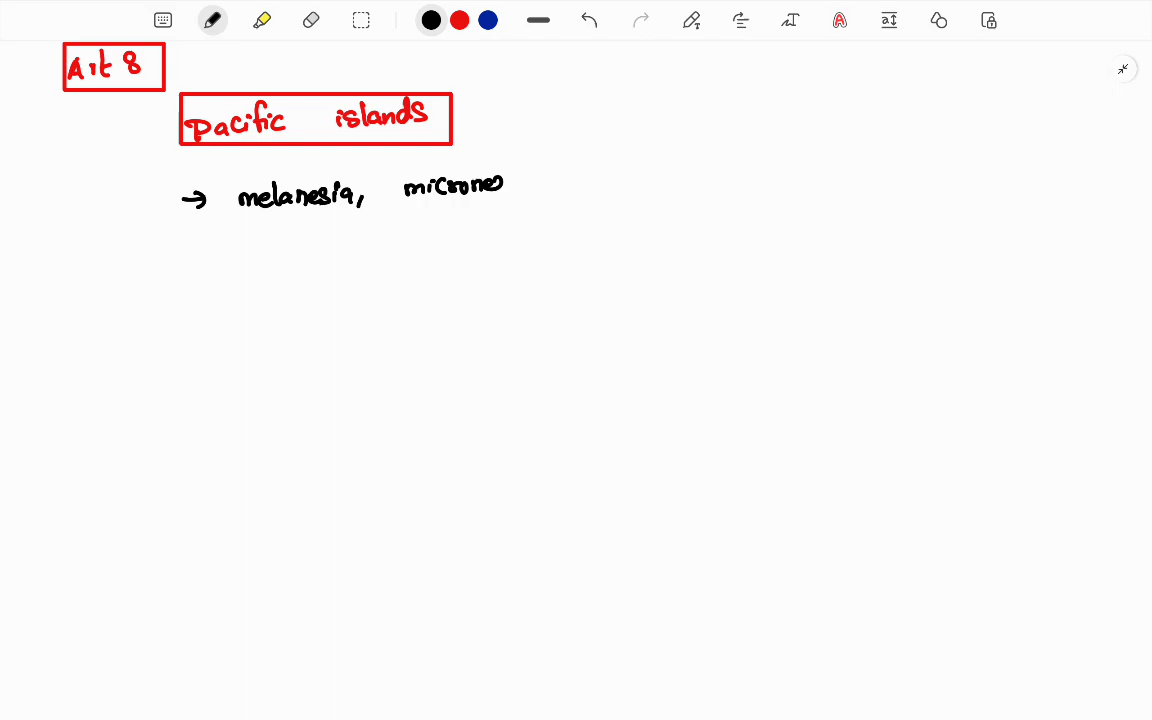 Art 8
pacific islands
→ melanesia, microne